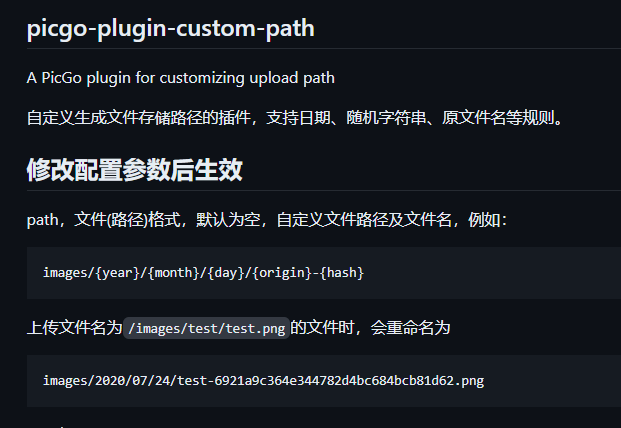 picgo-plugin-custom-path
A PicGo plugin for customizing upload path
自定义生成文件存储路径的插件，支持日期、随机字符串、原文件名等规则。
修改配置参数后生效
path，文件(路径)格式，默认为空，自定义文件路径及文件名，例如：
images/{year}/{month}/{day}/{origin}-{hash}
上传文件名为/images/test/test.png的文件时，会重命名为
images/2020/07/24/test-6921a9c364e344782d4bc684bcb81d62.png